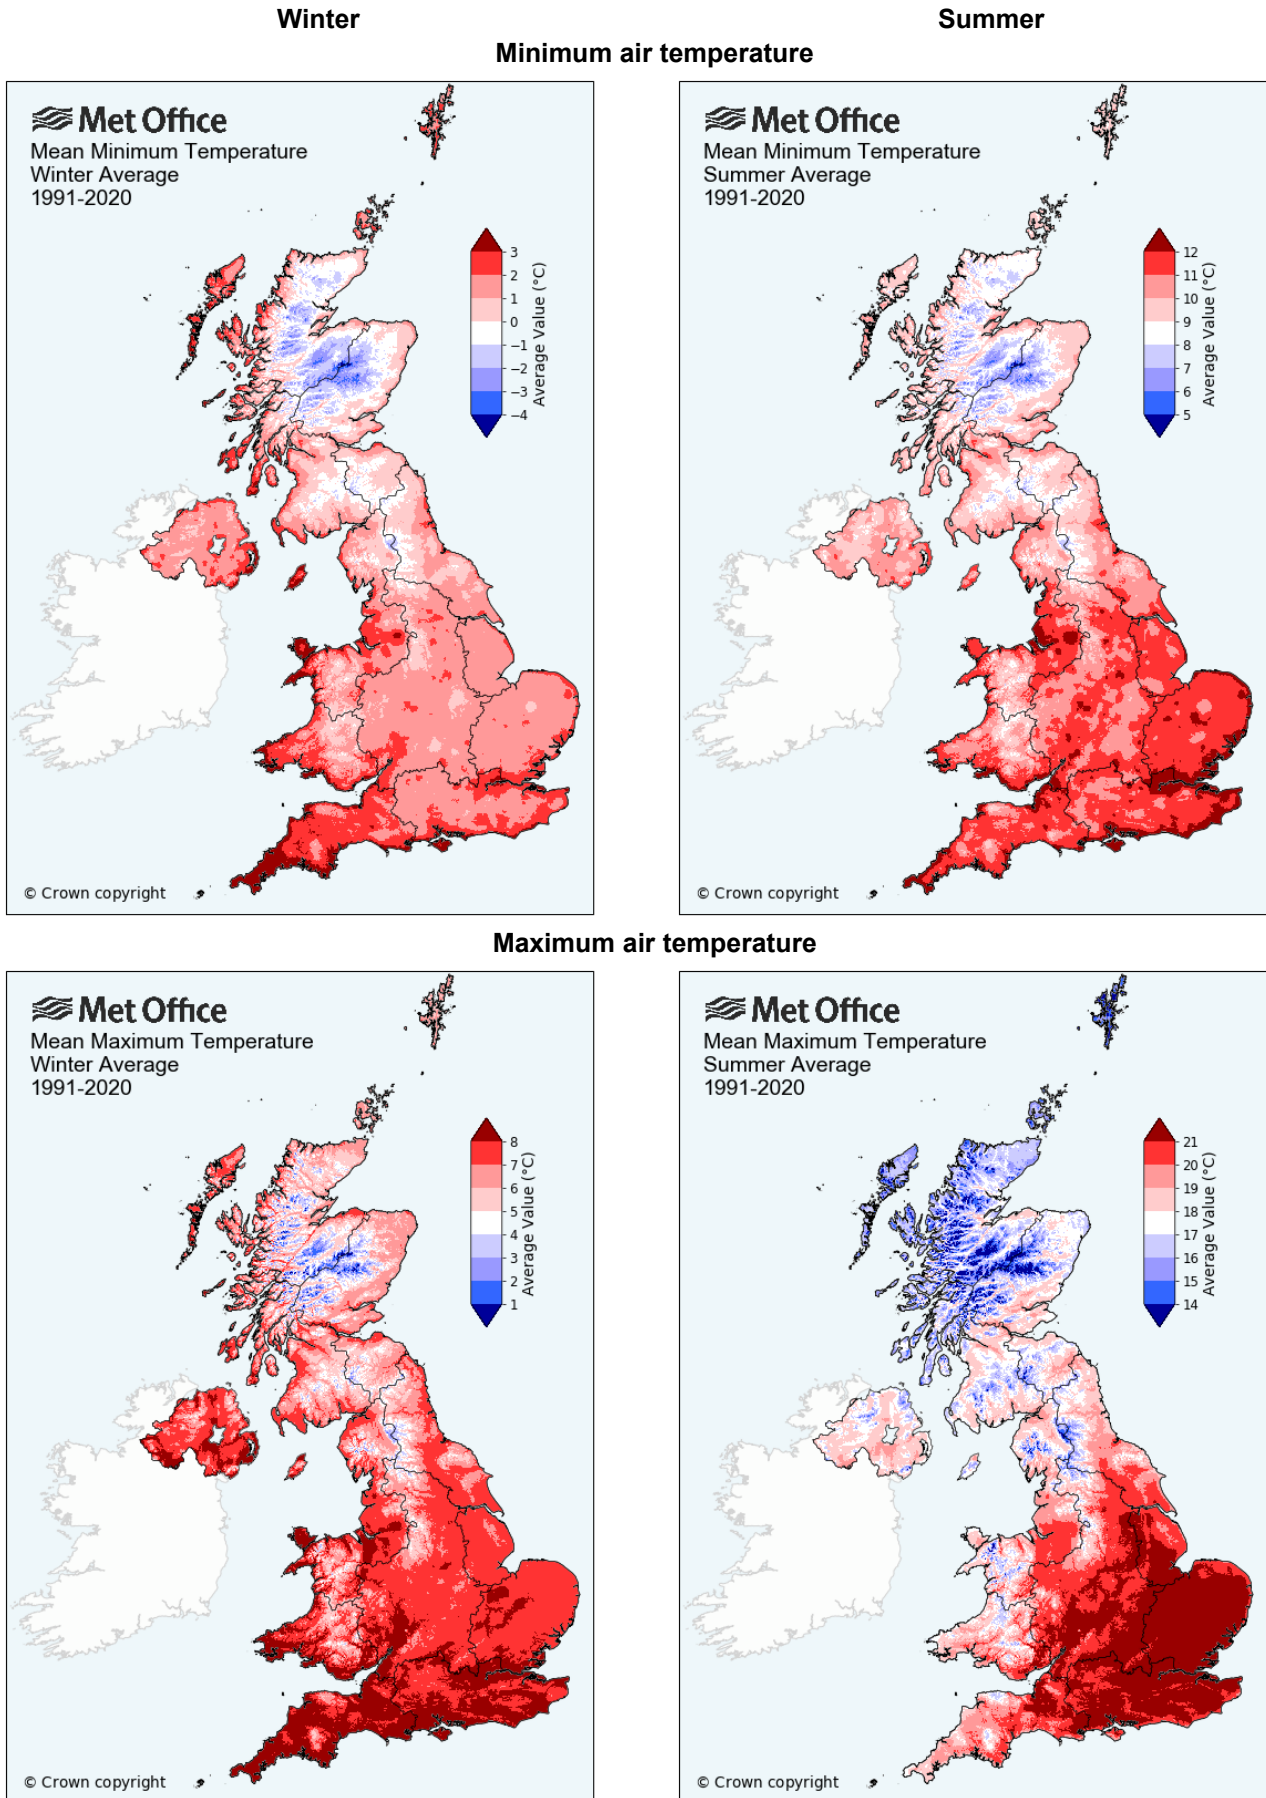 Winter
Summer
Minimum air temperature
Met Office
Mean Minimum Temperature
Winter Average
1991-2020
3
2
1
0
−1
−2
−3
−4
Average Value (°C)
© Crown copyright
Met Office
Mean Minimum Temperature
Summer Average
1991-2020
12
11
10
9
8
7
6
5
Average Value (°C)
© Crown copyright
Maximum air temperature
Met Office
Mean Maximum Temperature
Winter Average
1991-2020
8
7
6
5
4
3
2
1
Average Value (°C)
© Crown copyright
Met Office
Mean Maximum Temperature
Summer Average
1991-2020
21
20
19
18
17
16
15
14
Average Value (°C)
© Crown copyright